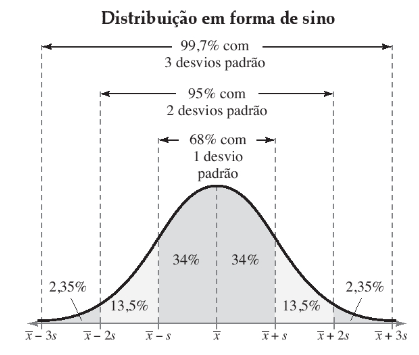 Distribuição em forma de sino
99,7% com
3 desvios padrão
95% com
2 desvios padrão
68% com
1 desvio
padrão
34% 34%
2,35% 2,35%
13,5% 13,5%
x̄ – 3s x̄ – 2s x̄ – s x̄ x̄ + s x̄ + 2s x̄ + 3s